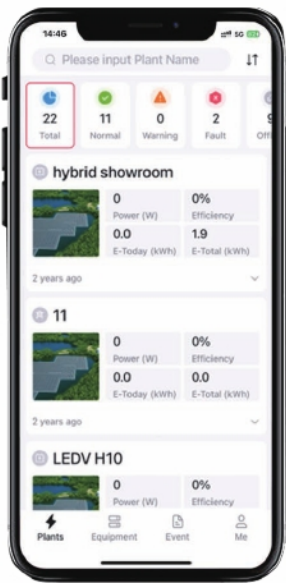 14:46
5G
Please input Plant Name
22
11
0
2
Total
Normal
Warning
Fault
hybrid showroom
0
0%
Power (W)
Efficiency
0.0
1.9
E-Today (kWh)
E-Total (kWh)
2 years ago
11
0
0%
Power (W)
Efficiency
0.0
0.0
E-Today (kWh)
E-Total (kWh)
2 years ago
LEDV H10
0
0%
Power (W)
Efficiency
Plants
Equipment
Event
Me